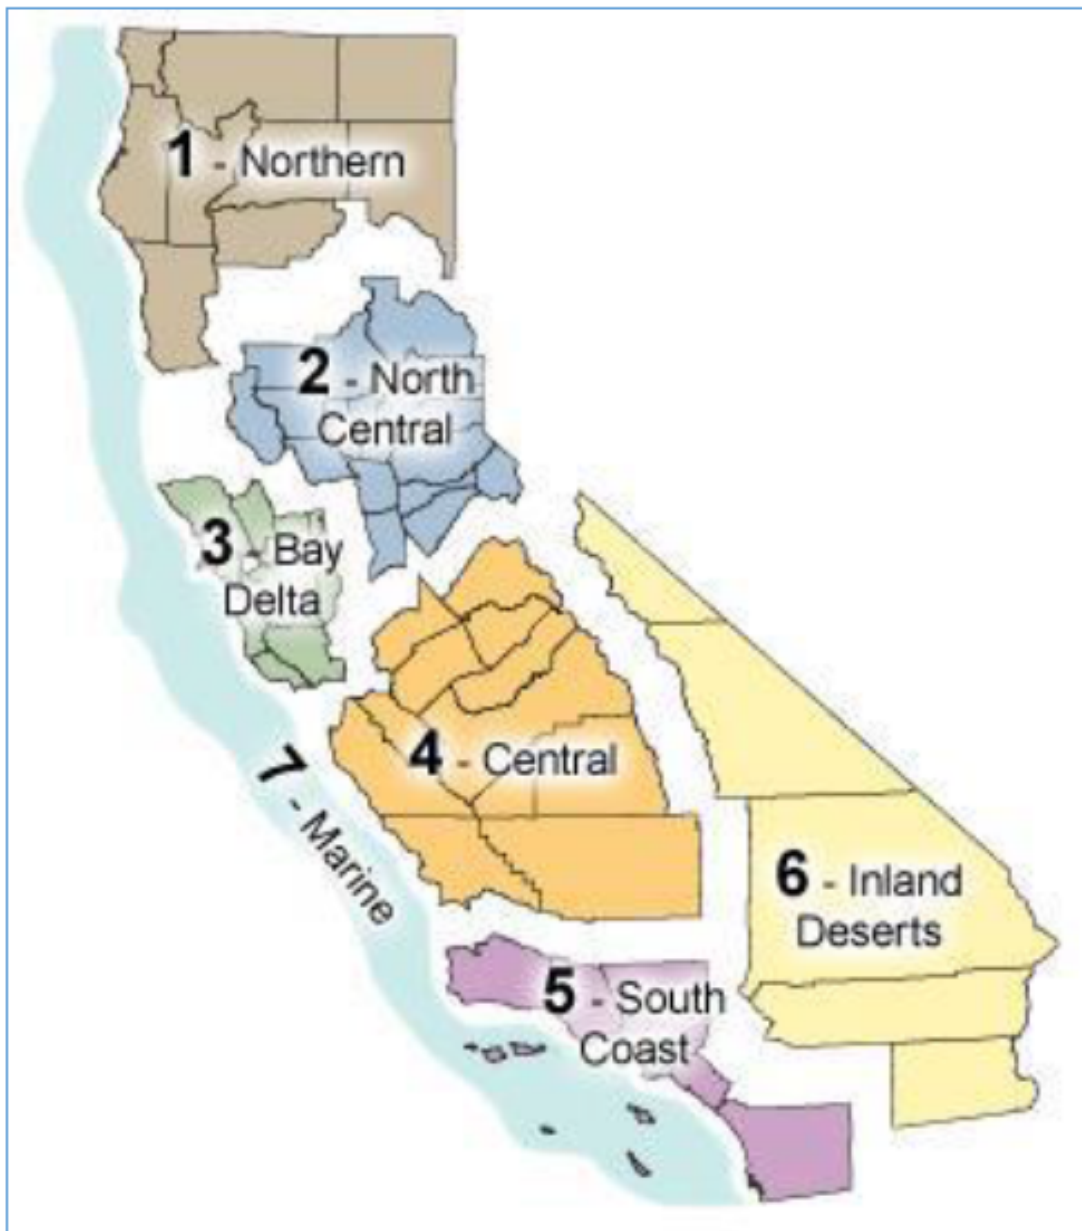 1 - Northern
2 - North
Central
3 - Bay
Delta
4 - Central
7 - Marine
6 - Inland
Deserts
5 - South
Coast